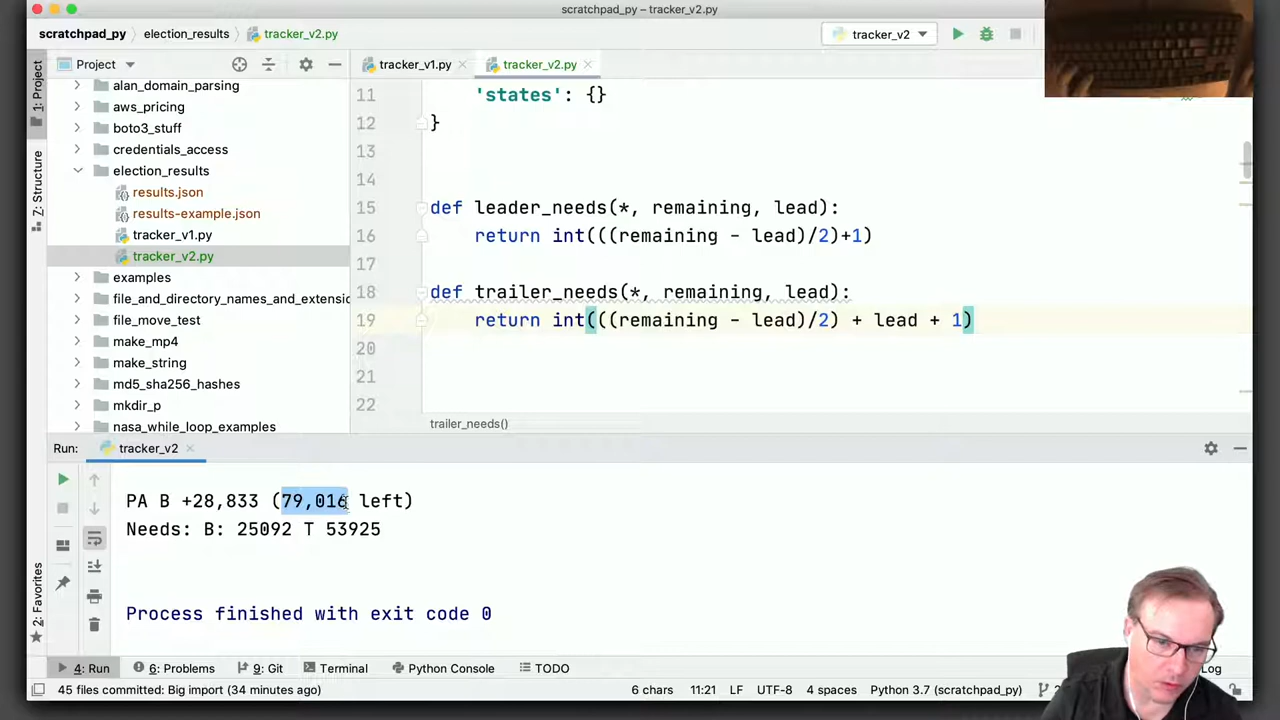 scratchpad_py – tracker_v2.py
scratchpad_py
election_results
tracker_v2.py
tracker_v2
1: Project
Z: Structure
2: Favorites
Project
alan_domain_parsing
aws_pricing
boto3_stuff
credentials_access
election_results
results.json
results-example.json
tracker_v1.py
tracker_v2.py
examples
file_and_directory_names_and_extensio
file_move_test
make_mp4
make_string
md5_sha256_hashes
mkdir_p
nasa_while_loop_examples
tracker_v1.py
tracker_v2.py
11 'states': {}
12 }
13
14
15 def leader_needs(*, remaining, lead):
16 return int(((remaining - lead)/2)+1)
17
18 def trailer_needs(*, remaining, lead):
19 return int(((remaining - lead)/2) + lead + 1)
20
21
22
trailer_needs()
Run: tracker_v2
PA B +28,833 (79,016 left)
Needs: B: 25092 T 53925
Process finished with exit code 0
4: Run
6: Problems
9: Git
Terminal
Python Console
TODO
Log
45 files committed: Big import (34 minutes ago)
6 chars
11:21
LF
UTF-8
4 spaces
Python 3.7 (scratchpad_py)